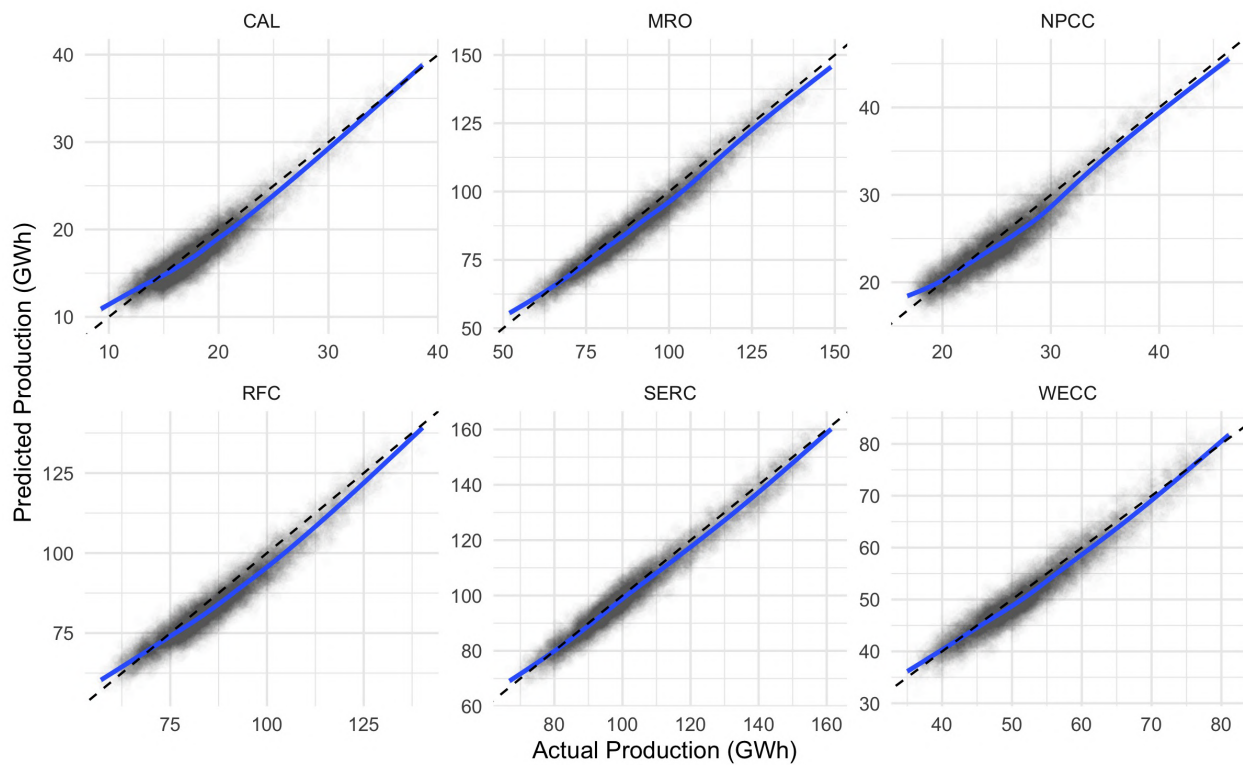 CAL MRO NPCC
40 150
125 40
30
100 30
20
75
20
10
50
10 20 30 40 50 75 100 125 150 20 30 40
RFC SERC WECC
160 80
125 140 70
120 60
100
100 50
80 40
75
60 30
75 100 125 80 100 120 140 160 40 50 60 70 80
Predicted Production (GWh)
Actual Production (GWh)